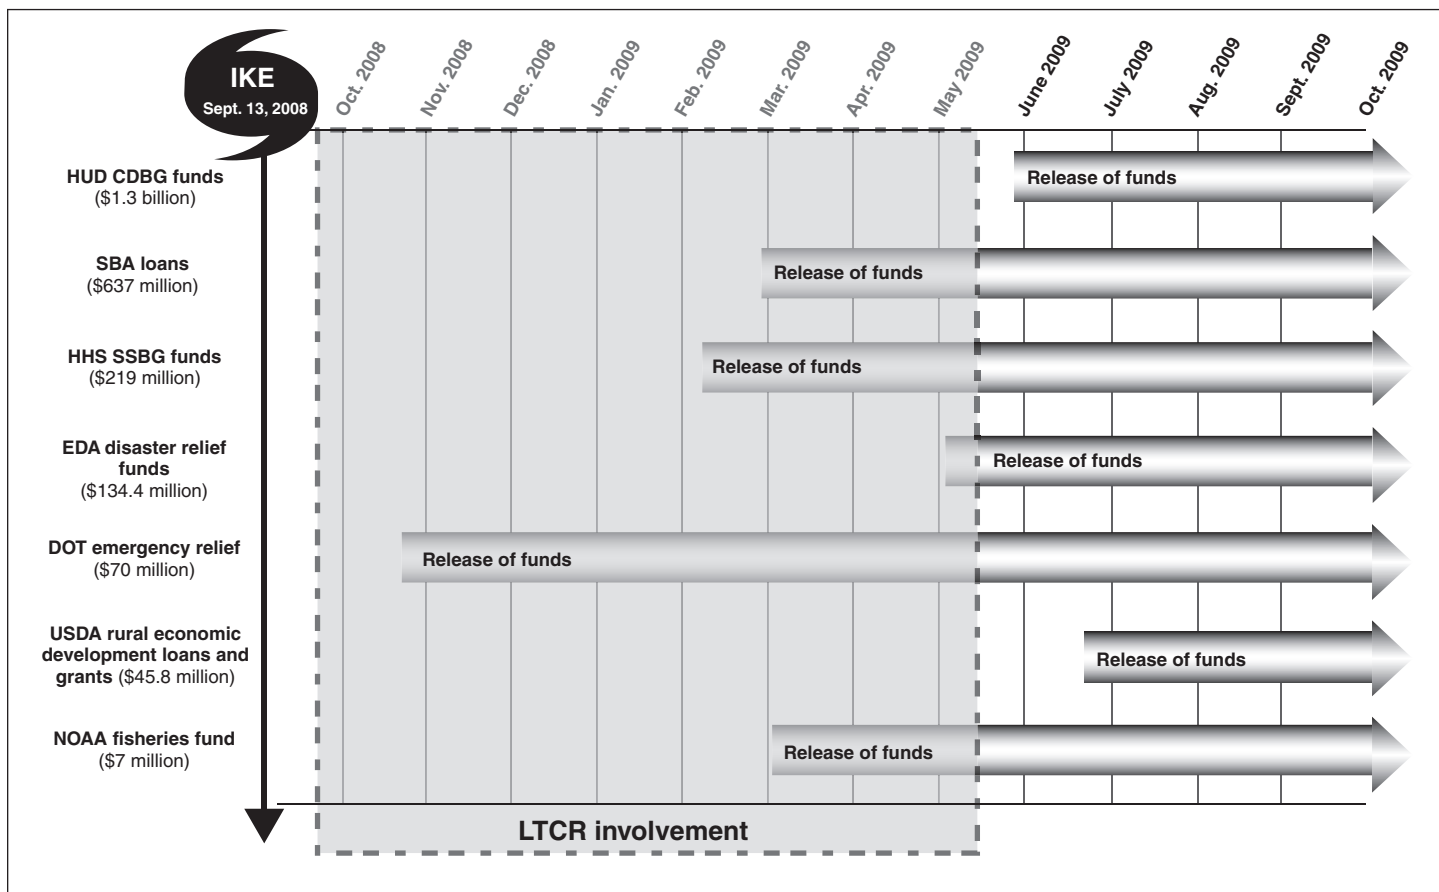 IKE
Sept. 13, 2008
Oct. 2008
Nov. 2008
Dec. 2008
Jan. 2009
Feb. 2009
Mar. 2009
Apr. 2009
May 2009
June 2009
July 2009
Aug. 2009
Sept. 2009
Oct. 2009
HUD CDBG funds
($1.3 billion)
Release of funds
SBA loans
($637 million)
Release of funds
HHS SSBG funds
($219 million)
Release of funds
EDA disaster relief
funds
($134.4 million)
Release of funds
DOT emergency relief
($70 million)
Release of funds
USDA rural economic
development loans and
grants ($45.8 million)
Release of funds
NOAA fisheries fund
($7 million)
Release of funds
LTCR involvement